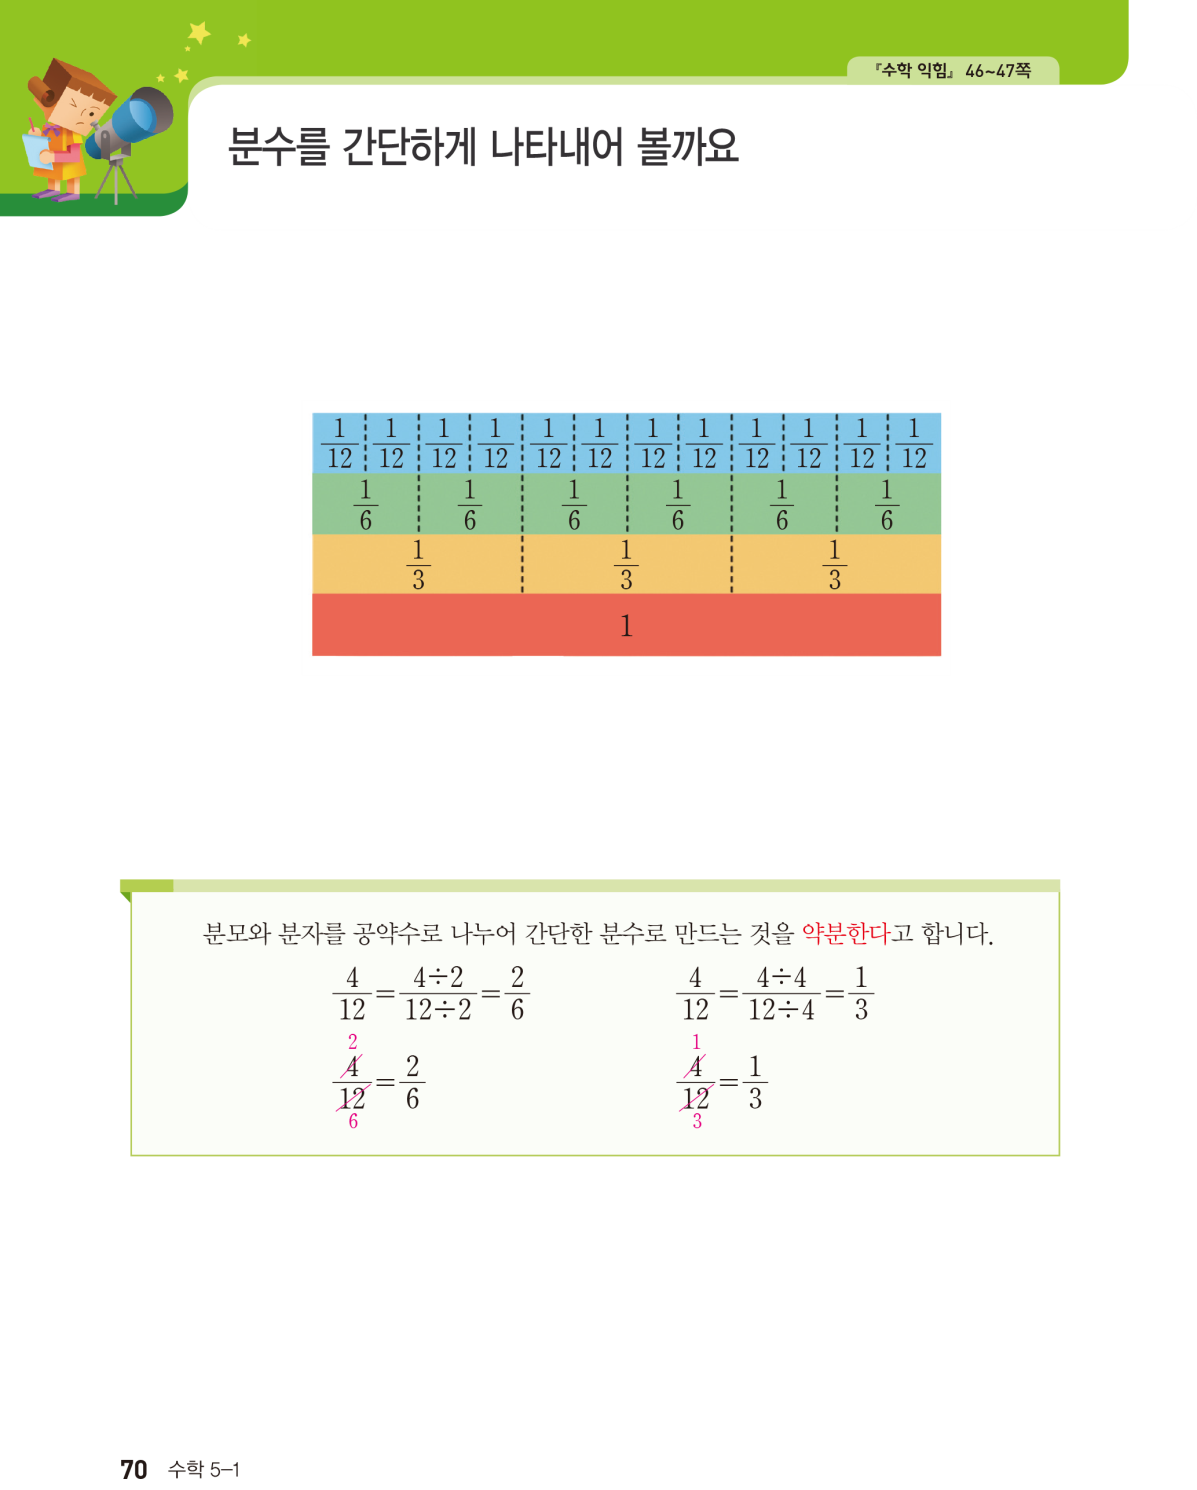 『수학 익힘』 46~47쪽
분수를 간단하게 나타내어 볼까요
1/12 1/12 1/12 1/12 1/12 1/12 1/12 1/12 1/12 1/12 1/12 1/12
1/6 1/6 1/6 1/6 1/6 1/6
1/3 1/3 1/3
1
분모와 분자를 공약수로 나누어 간단한 분수로 만드는 것을 약분한다고 합니다.
4/12=4÷2/12÷2=2/6 4/12=4÷4/12÷4=1/3
2 1
4/12=2/6 4/12=1/3
6 3
70 수학 5-1